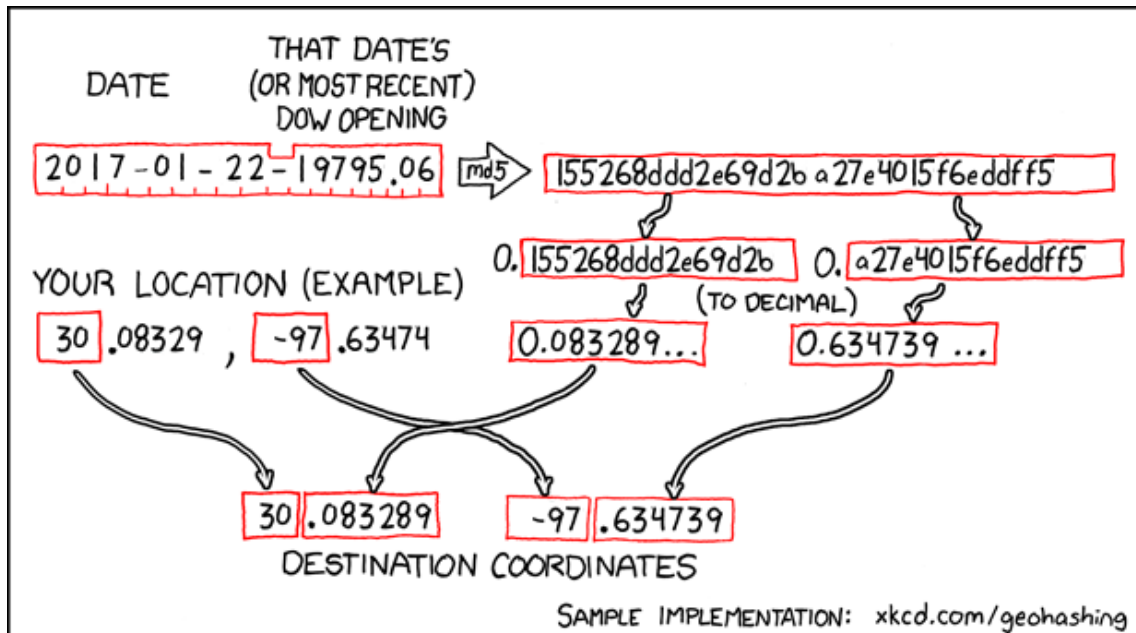 DATE
THAT DATE'S
(OR MOST RECENT)
DOW OPENING
2017-01-22-19795.06
md5
155268ddd2e69d2ba27e4015f6eddff5
0.155268ddd2e69d2b
0.a27e4015f6eddff5
YOUR LOCATION (EXAMPLE)
(TO DECIMAL)
30.08329, -97.63474
0.083289...
0.634739...
30.083289
-97.634739
DESTINATION COORDINATES
SAMPLE IMPLEMENTATION: xkcd.com/geohashing